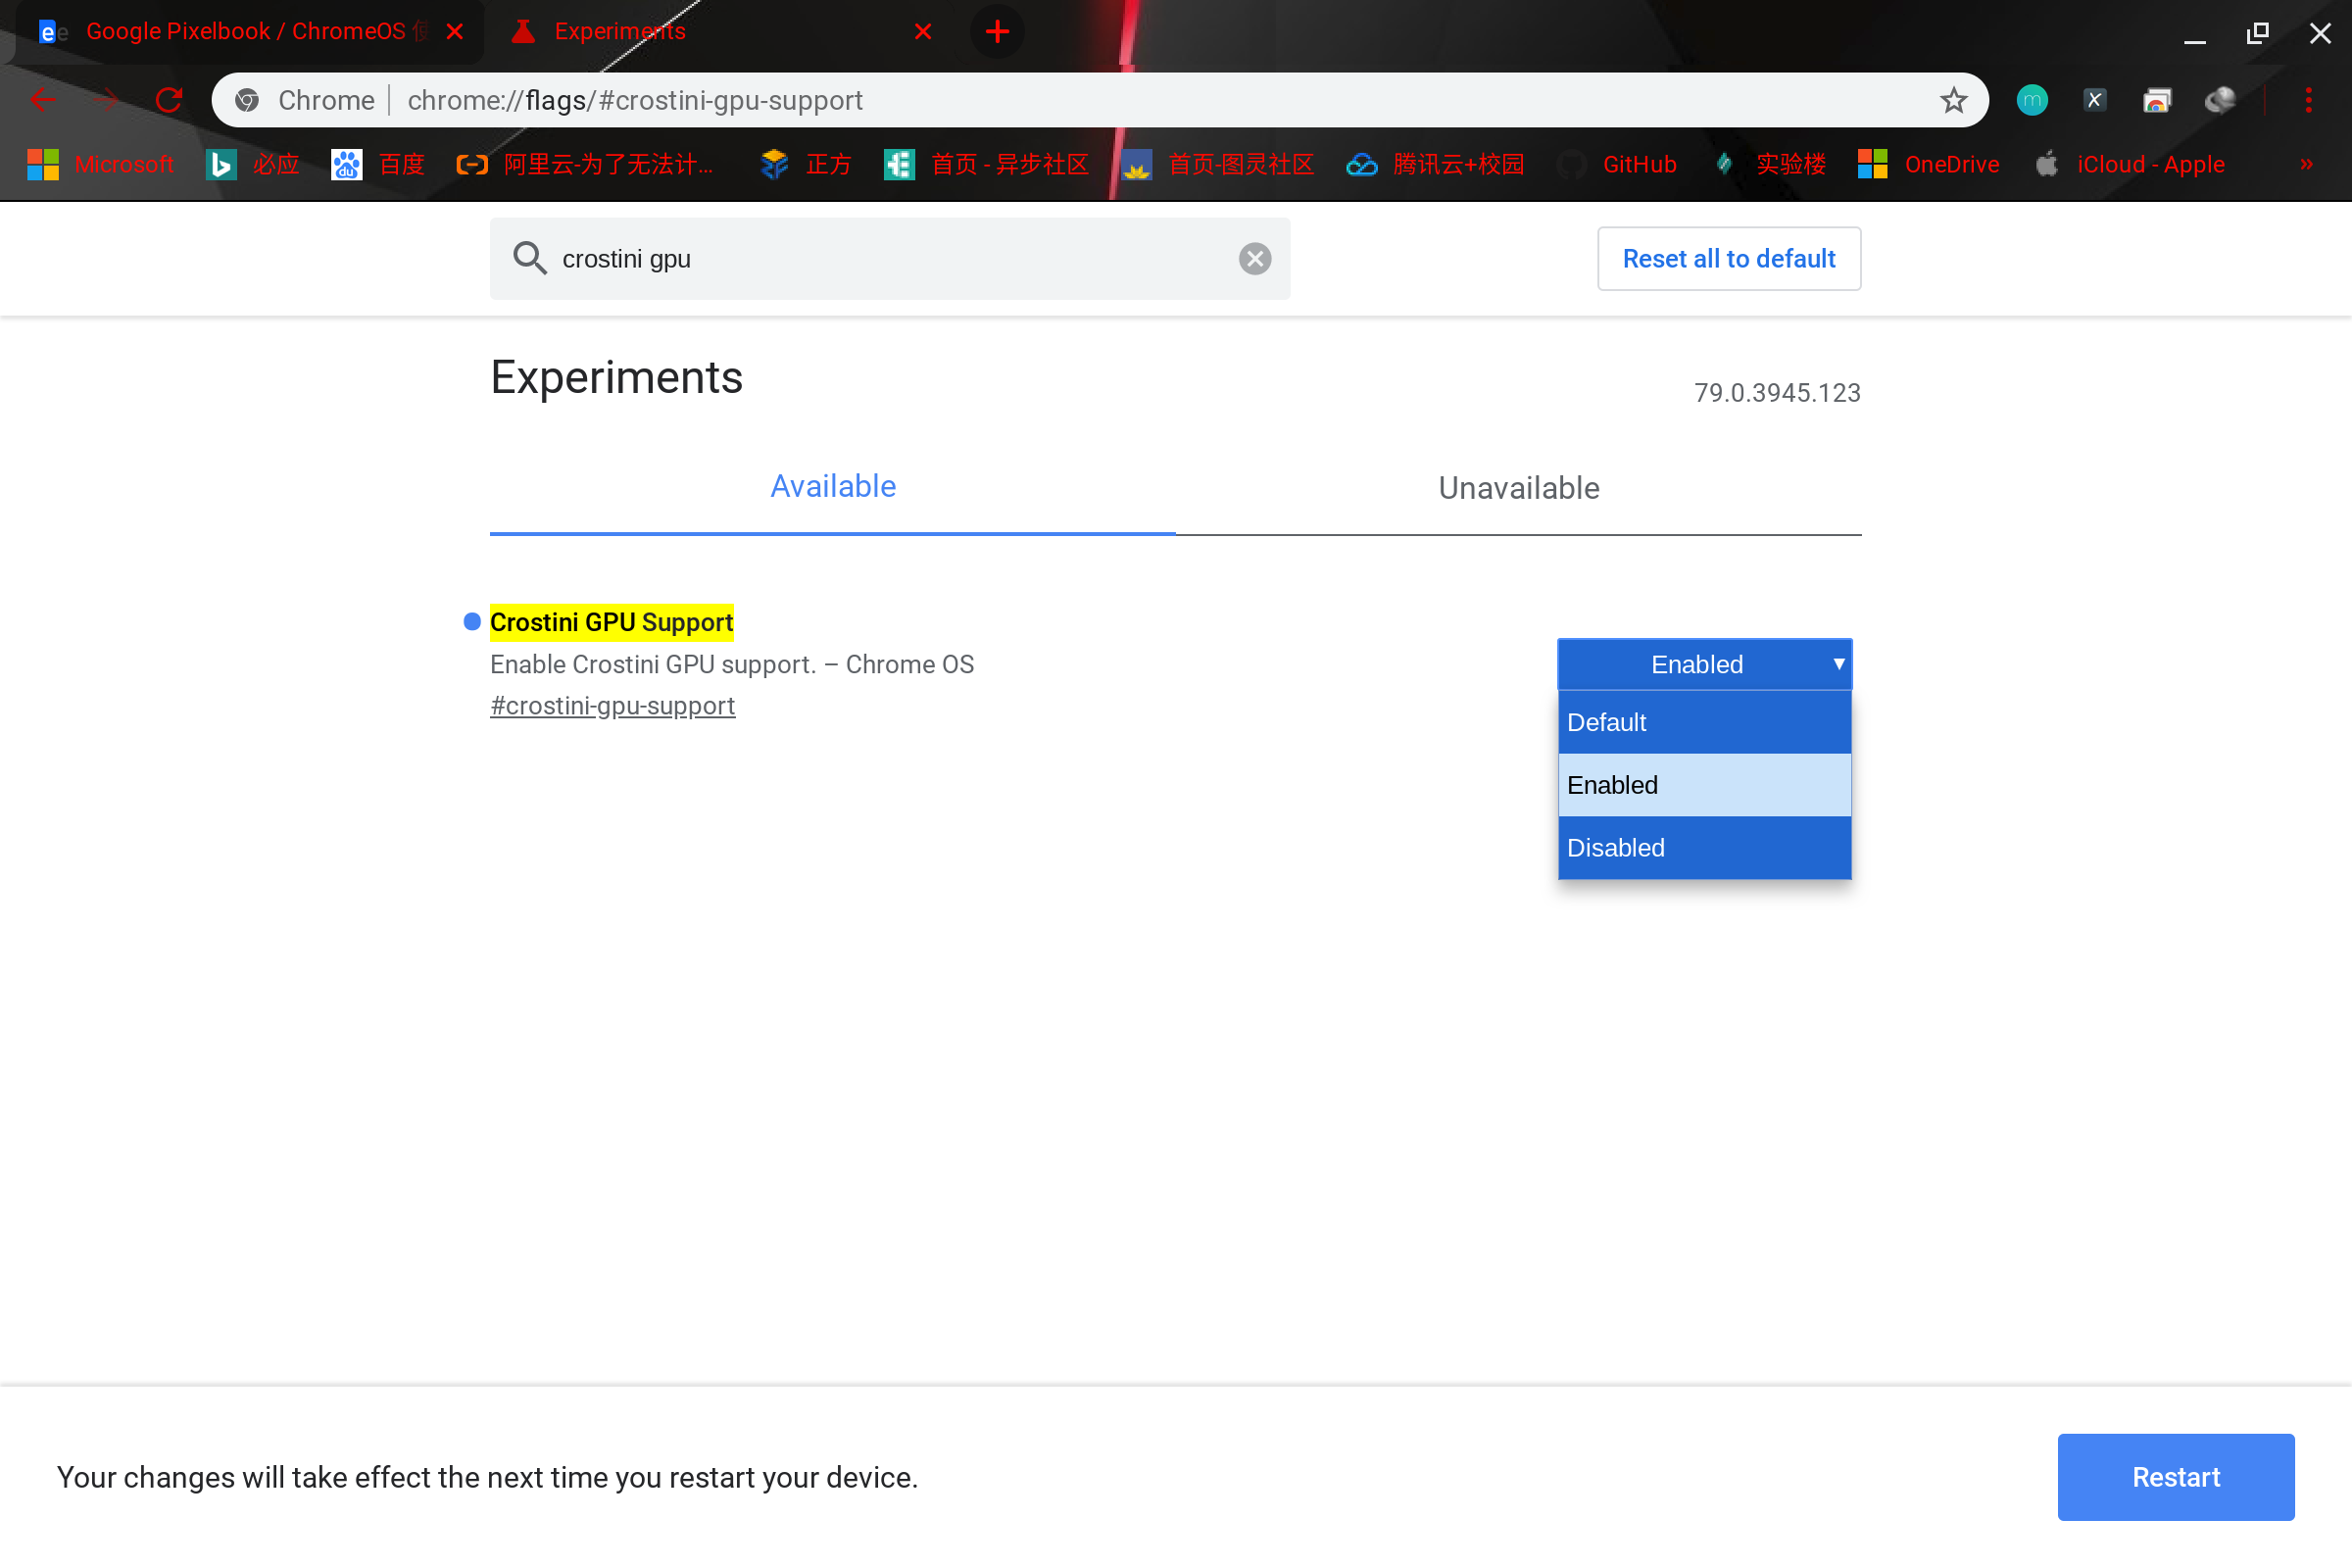 Google Pixelbook / ChromeOS 使
Experiments
Chrome | chrome://flags/#crostini-gpu-support
Microsoft 必应 百度 阿里云-为了无法计... 正方 首页 - 异步社区 首页-图灵社区 腾讯云+校园 GitHub 实验楼 OneDrive iCloud - Apple »
crostini gpu
Reset all to default
Experiments
79.0.3945.123
Available
Unavailable
Crostini GPU Support
Enable Crostini GPU support. – Chrome OS
#crostini-gpu-support
Enabled
Default
Enabled
Disabled
Your changes will take effect the next time you restart your device.
Restart